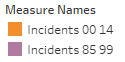 Measure Names
Incidents 00 14
Incidents 85 99